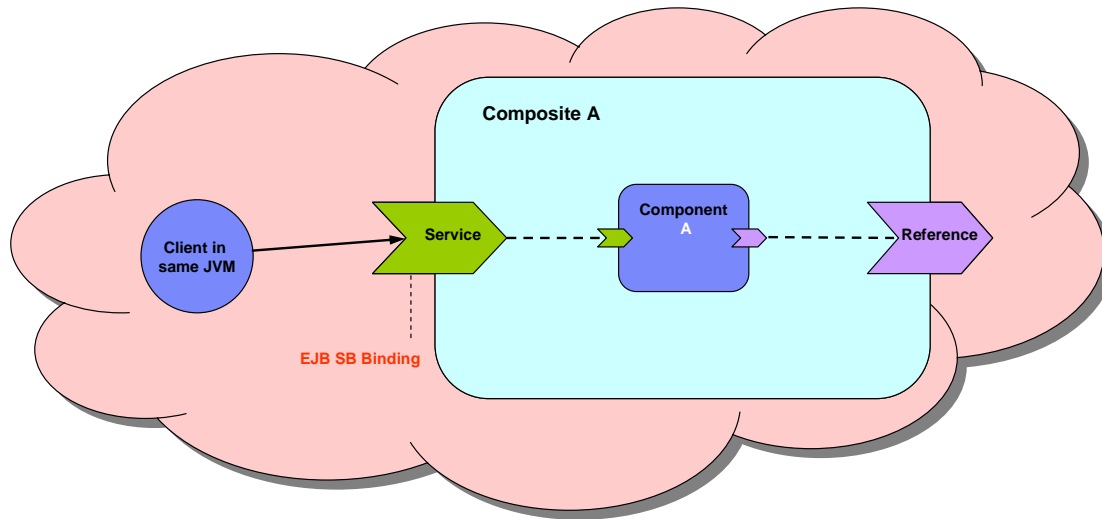 Composite A
Client in
same JVM
Service
Component
A
Reference
EJB SB Binding